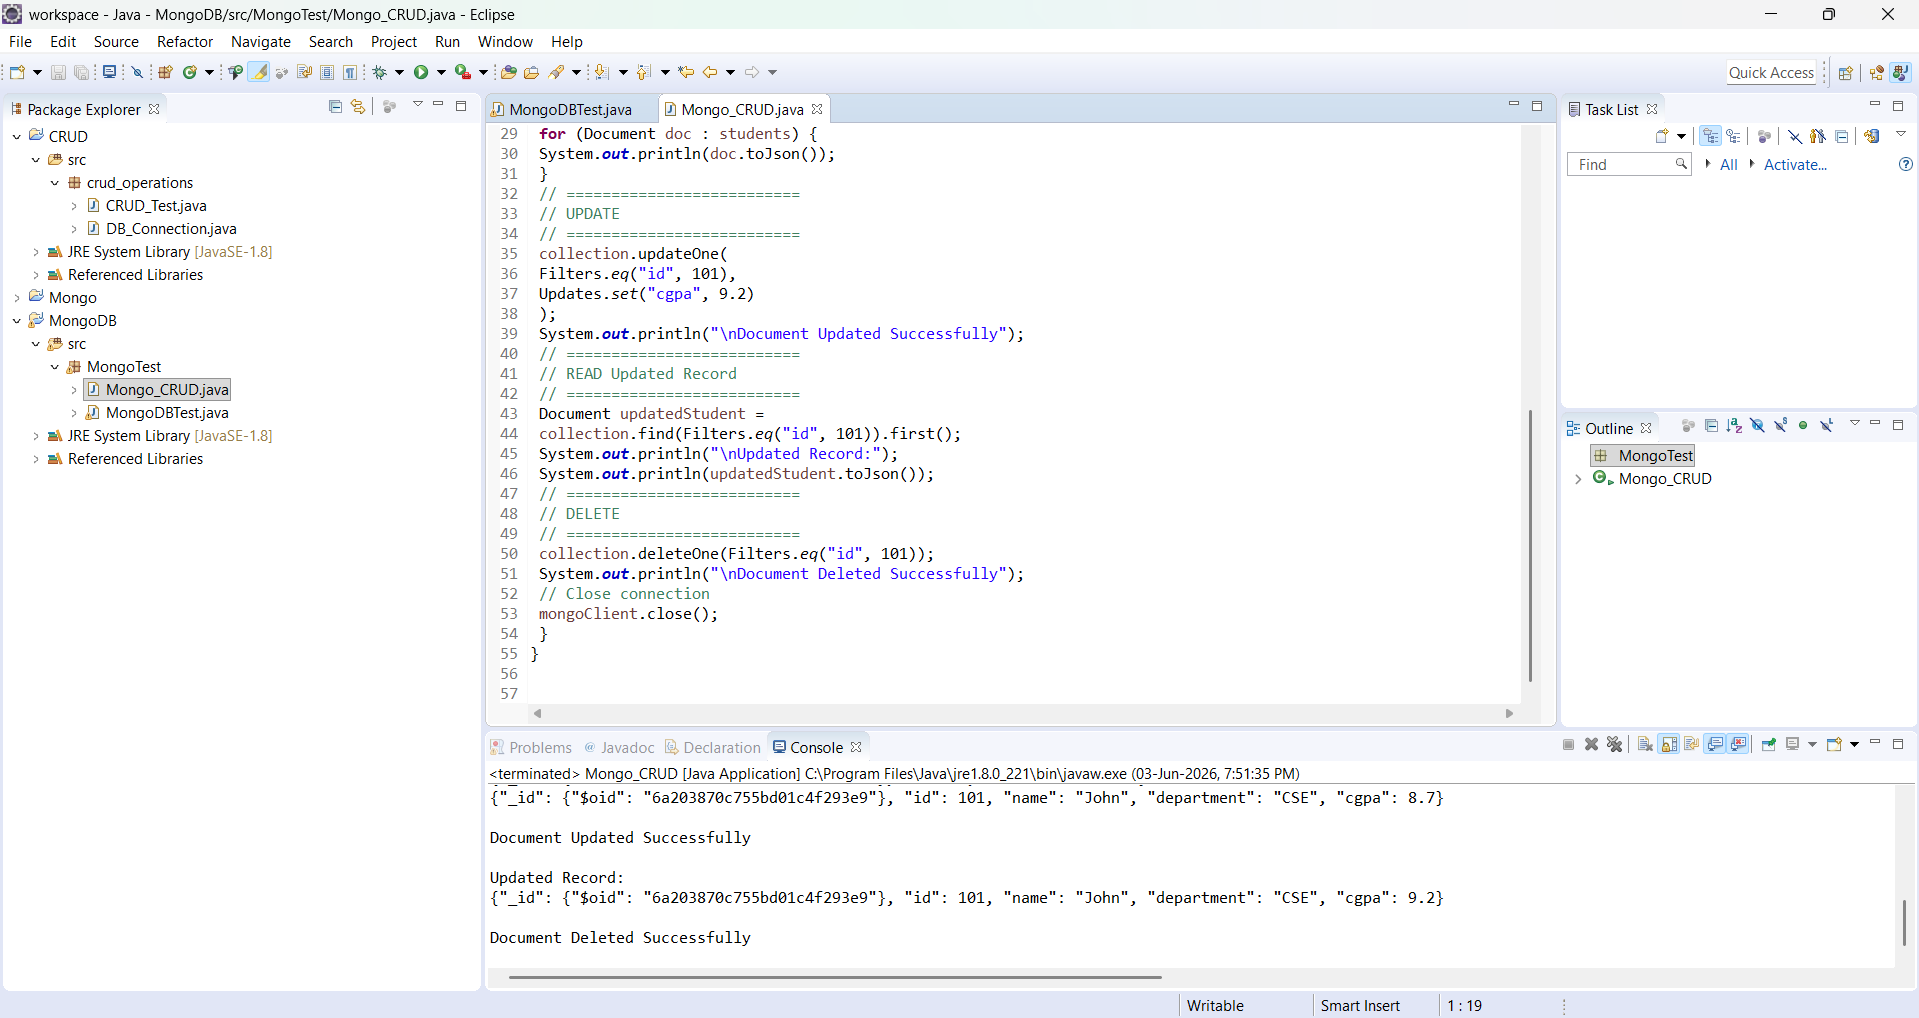 workspace - Java - MongoDB/src/MongoTest/Mongo_CRUD.java - Eclipse
File Edit Source Refactor Navigate Search Project Run Window Help
Quick Access
Package Explorer
CRUD
src
crud_operations
CRUD_Test.java
DB_Connection.java
JRE System Library [JavaSE-1.8]
Referenced Libraries
Mongo
MongoDB
src
MongoTest
Mongo_CRUD.java
MongoDBTest.java
JRE System Library [JavaSE-1.8]
Referenced Libraries
MongoDBTest.java Mongo_CRUD.java
29 for (Document doc : students) {
30 System.out.println(doc.toJson());
31 }
32 // ==========================
33 // UPDATE
34 // ==========================
35 collection.updateOne(
36 Filters.eq("id", 101),
37 Updates.set("cgpa", 9.2)
38 );
39 System.out.println("\nDocument Updated Successfully");
40 // ==========================
41 // READ Updated Record
42 // ==========================
43 Document updatedStudent =
44 collection.find(Filters.eq("id", 101)).first();
45 System.out.println("\nUpdated Record:");
46 System.out.println(updatedStudent.toJson());
47 // ==========================
48 // DELETE
49 // ==========================
50 collection.deleteOne(Filters.eq("id", 101));
51 System.out.println("\nDocument Deleted Successfully");
52 // Close connection
53 mongoClient.close();
54 }
55 }
56
57
Task List
Find All Activate...
Outline
MongoTest
Mongo_CRUD
Problems @ Javadoc Declaration Console
<terminated> Mongo_CRUD [Java Application] C:\Program Files\Java\jre1.8.0_221\bin\javaw.exe (03-Jun-2026, 7:51:35 PM)
{"_id": {"$oid": "6a203870c755bd01c4f293e9"}, "id": 101, "name": "John", "department": "CSE", "cgpa": 8.7}
Document Updated Successfully
Updated Record:
{"_id": {"$oid": "6a203870c755bd01c4f293e9"}, "id": 101, "name": "John", "department": "CSE", "cgpa": 9.2}
Document Deleted Successfully
Writable Smart Insert 1 : 19